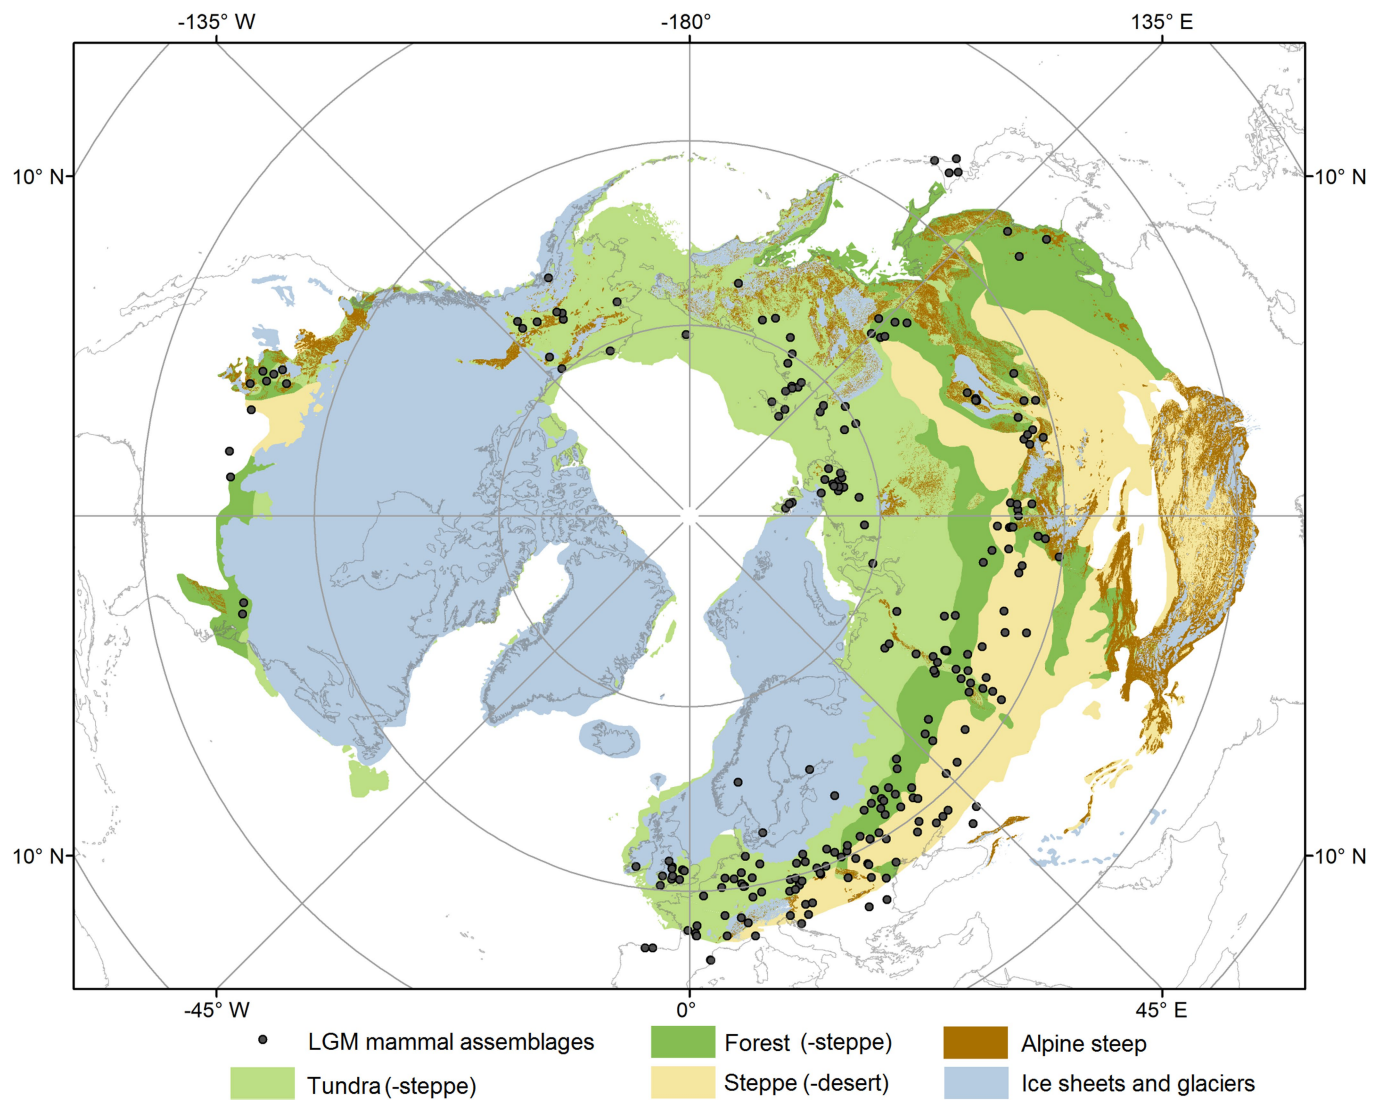 -135° W
-180°
135° E
10° N
10° N
10° N
10° N
-45° W
0°
45° E
LGM mammal assemblages
Forest (-steppe)
Alpine steep
Tundra (-steppe)
Steppe (-desert)
Ice sheets and glaciers